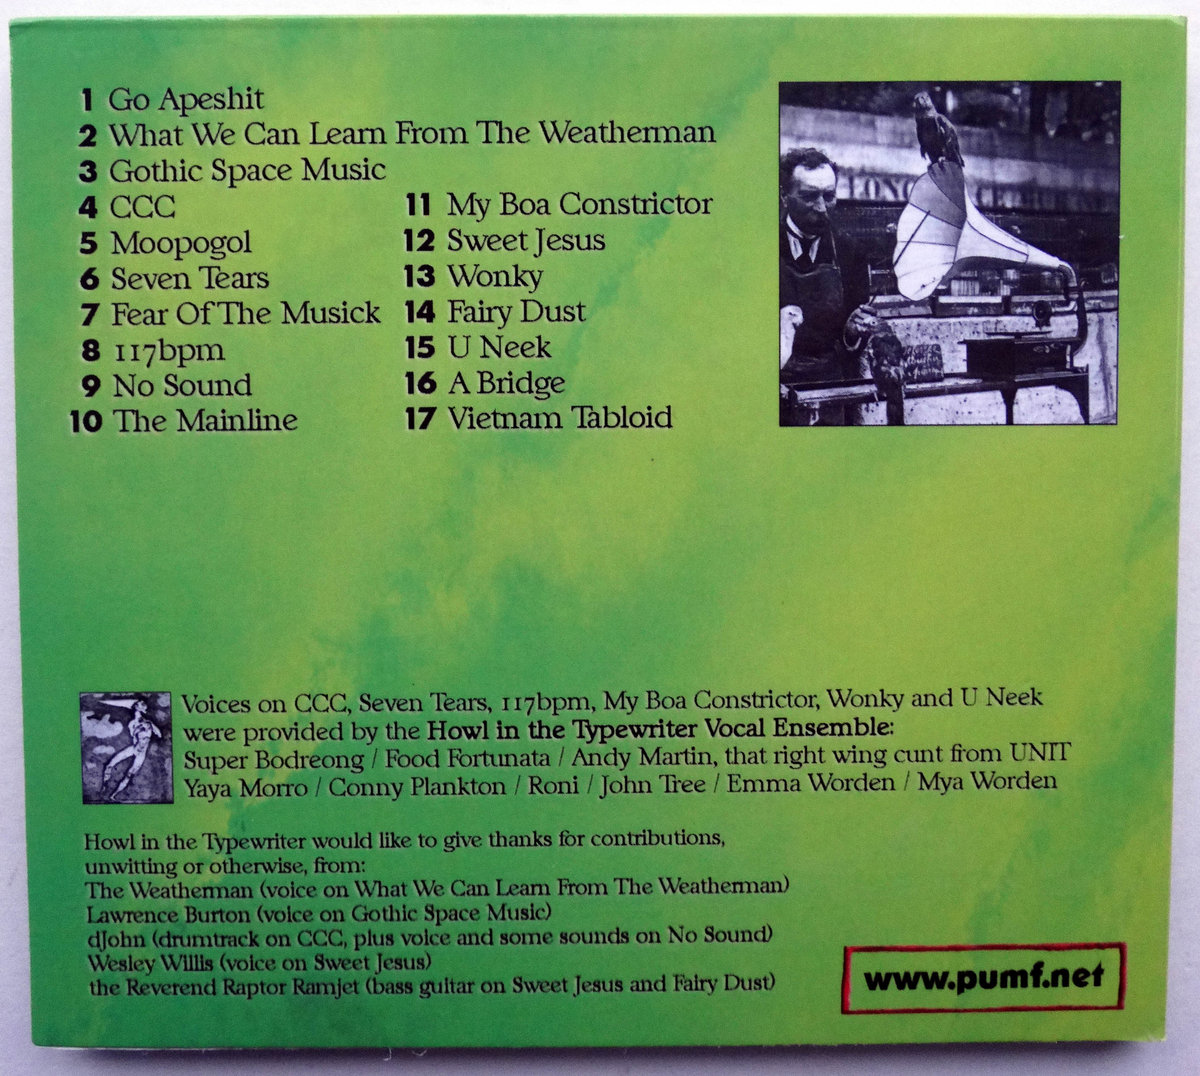 1 Go Apeshit
2 What We Can Learn From The Weatherman
3 Gothic Space Music
4 CCC
5 Moopogol
6 Seven Tears
7 Fear Of The Musick
8 117bpm
9 No Sound
10 The Mainline
11 My Boa Constrictor
12 Sweet Jesus
13 Wonky
14 Fairy Dust
15 U Neek
16 A Bridge
17 Vietnam Tabloid
LONG
Voices on CCC, Seven Tears, 117bpm, My Boa Constrictor, Wonky and U Neek
were provided by the Howl in the Typewriter Vocal Ensemble:
Super Bodreong / Food Fortunata / Andy Martin, that right wing cunt from UNIT
Yaya Morro / Conny Plankton / Roni / John Tree / Emma Worden / Mya Worden
Howl in the Typewriter would like to give thanks for contributions,
unwitting or otherwise, from:
The Weatherman (voice on What We Can Learn From The Weatherman)
Lawrence Burton (voice on Gothic Space Music)
dJohn (drumtrack on CCC, plus voice and some sounds on No Sound)
Wesley Willis (voice on Sweet Jesus)
the Reverend Raptor Ramjet (bass guitar on Sweet Jesus and Fairy Dust)
www.pumf.net